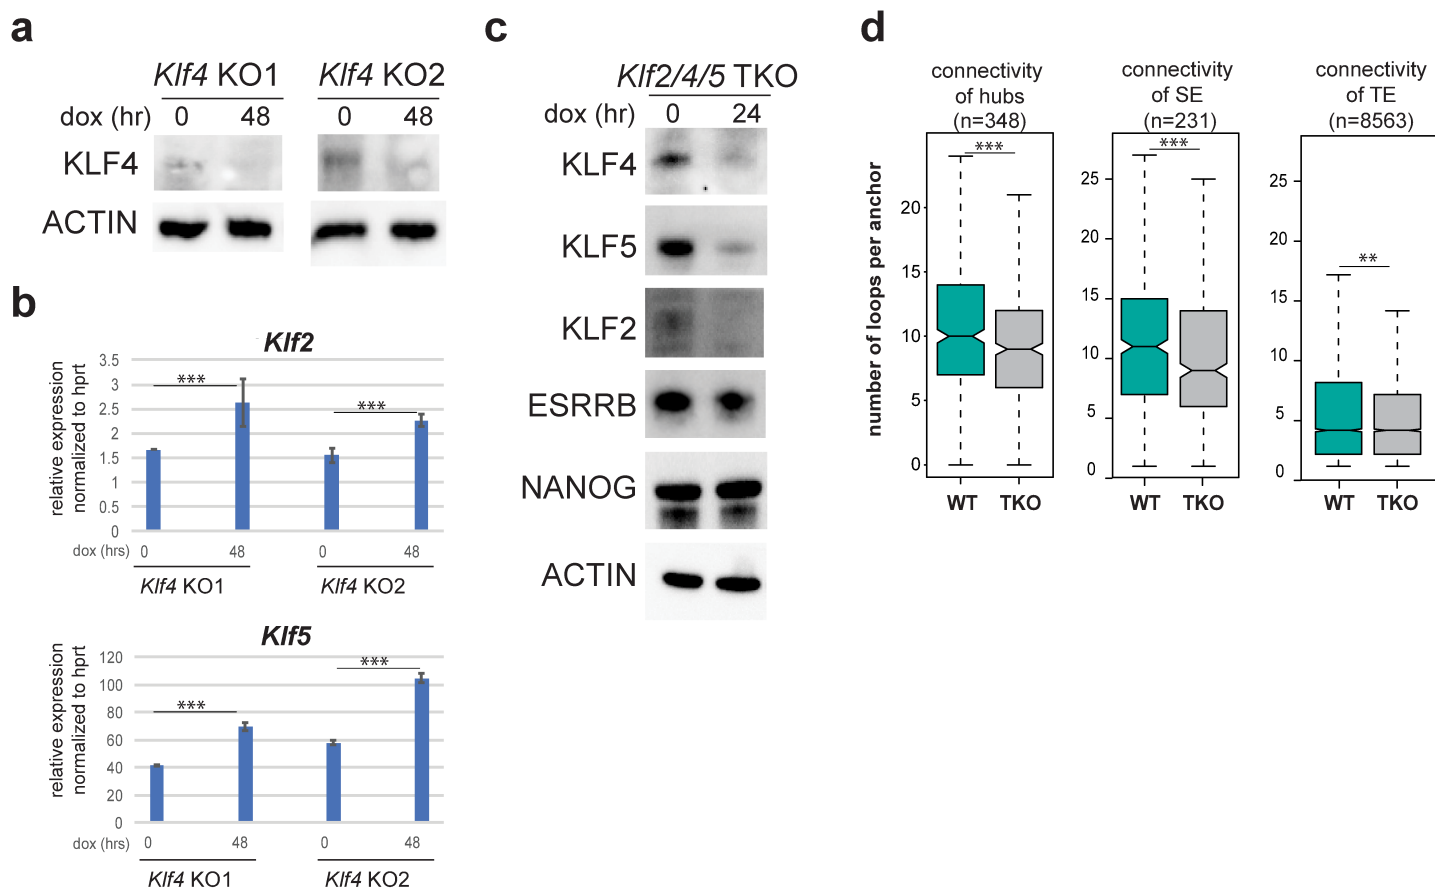 a
Klf4 KO1
Klf4 KO2
dox (hr) 0 48 0 48
KLF4
ACTIN
b
Klf2
relative expression
normalized to hprt
3.5
3
2.5
2
1.5
1
0.5
0
***
***
dox (hrs) 0 48 0 48
Klf4 KO1
Klf4 KO2
Klf5
relative expression
normalized to hprt
120
100
80
60
40
20
0
***
***
dox (hrs) 0 48 0 48
Klf4 KO1
Klf4 KO2
c
Klf2/4/5 TKO
dox (hr) 0 24
KLF4
KLF5
KLF2
ESRRB
NANOG
ACTIN
d
number of loops per anchor
connectivity
of hubs
(n=348)
***
20
15
10
5
0
WT TKO
connectivity
of SE
(n=231)
***
25
20
15
10
5
0
WT TKO
connectivity
of TE
(n=8563)
**
25
20
15
10
5
0
WT TKO